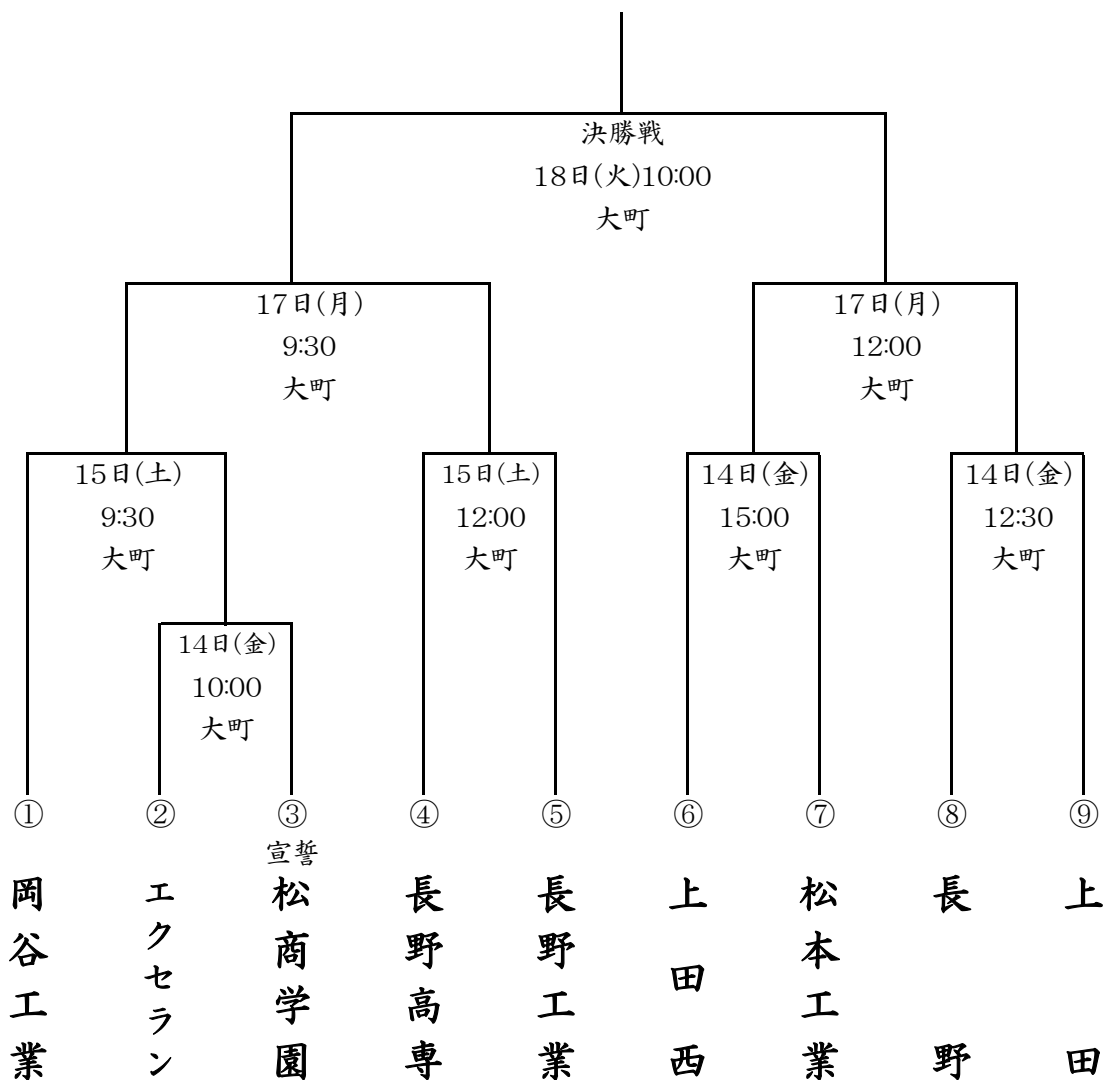 決勝戦
18日(火)10:00
大町
17日(月)
9:30
大町
17日(月)
12:00
大町
15日(土)
9:30
大町
15日(土)
12:00
大町
14日(金)
15:00
大町
14日(金)
12:30
大町
14日(金)
10:00
大町
①
②
③
④
⑤
⑥
⑦
⑧
⑨
宣誓
岡谷工業
エクセラン
松商学園
長野高専
長野工業
上田西
松本工業
長野
上田